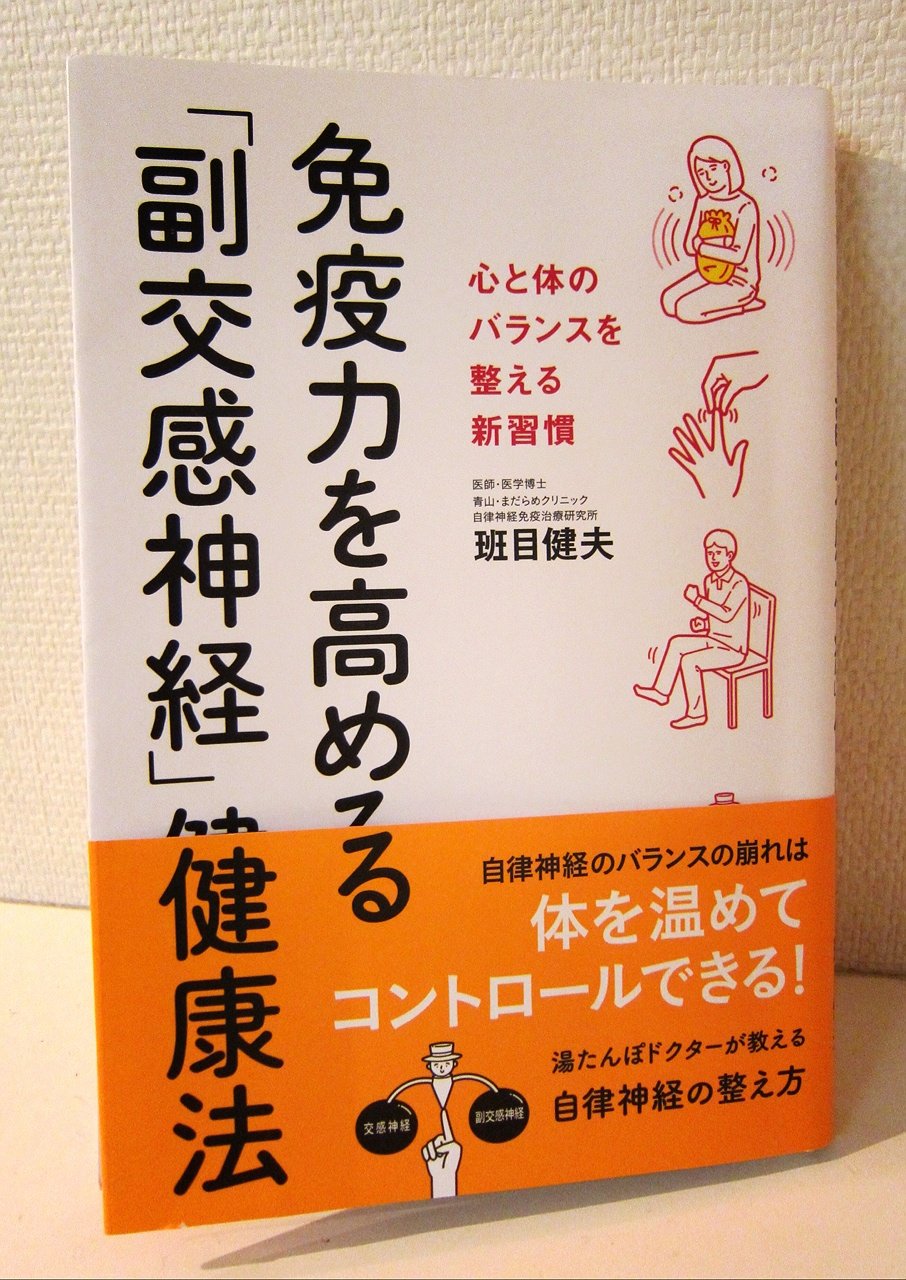 免疫力を高める
「副交感神経」健康法
心と体の
バランスを
整える
新習慣
医師・医学博士
青山・まだらめクリニック
自律神経免疫治療研究所
班目健夫
自律神経のバランスの崩れは
体を温めて
コントロールできる!
湯たんぽドクターが教える
自律神経の整え方
交感神経
副交感神経